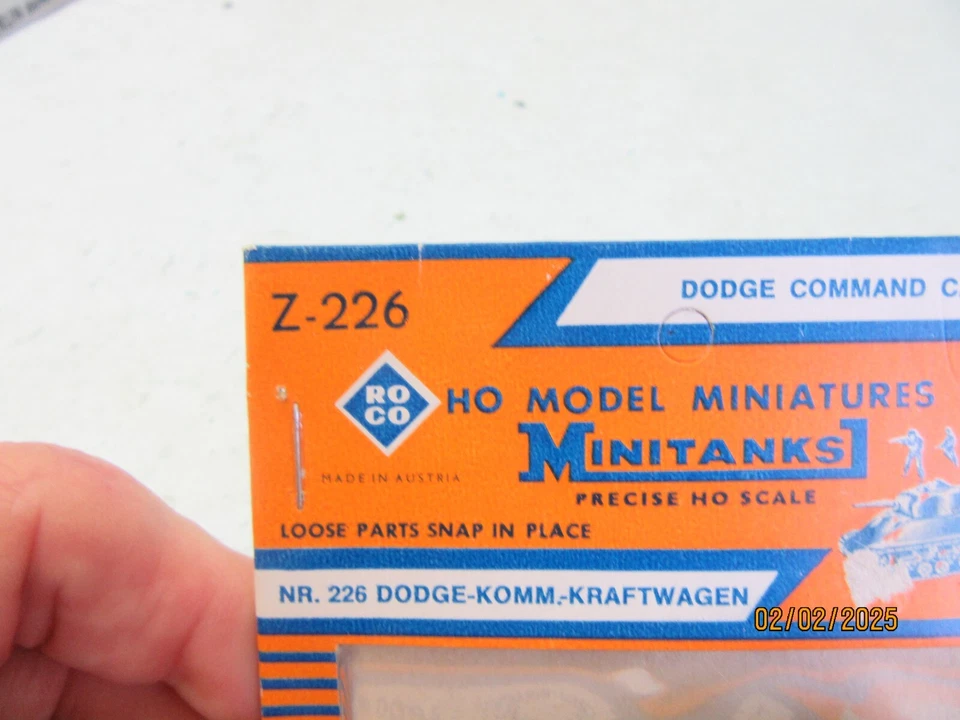 DODGE COMMAND
Z-226
RO
CO
HO MODEL MINIATURES
MINITANKS
MADE IN AUSTRIA
PRECISE HO SCALE
LOOSE PARTS SNAP IN PLACE
NR. 226 DODGE-KOMM.-KRAFTWAGEN
02/02/2025